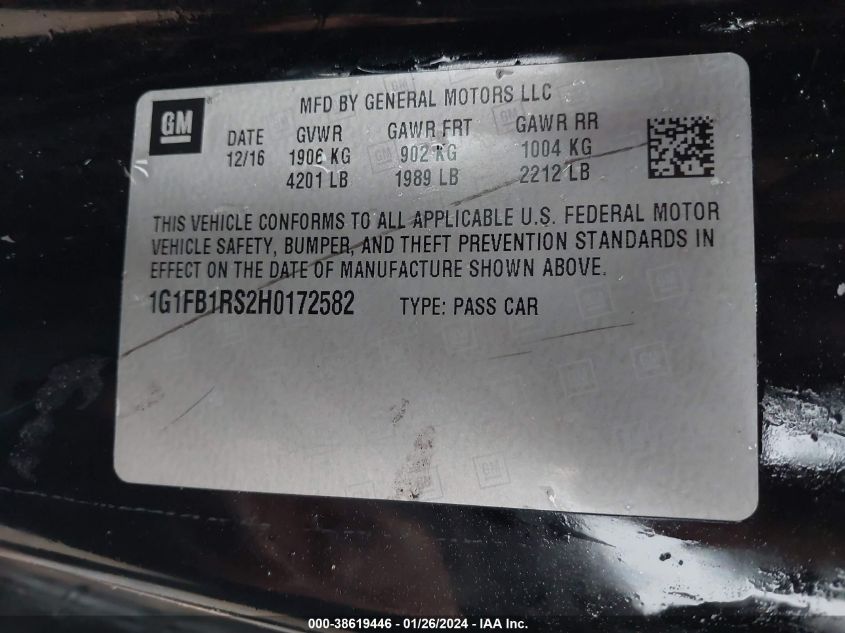 MFD BY GENERAL MOTORS LLC
GM
DATE GVWR GAWR FRT GAWR RR
12/16 1906 KG 902 KG 1004 KG
4201 LB 1989 LB 2212 LB
THIS VEHICLE CONFORMS TO ALL APPLICABLE U.S. FEDERAL MOTOR
VEHICLE SAFETY, BUMPER, AND THEFT PREVENTION STANDARDS IN
EFFECT ON THE DATE OF MANUFACTURE SHOWN ABOVE.
1G1FB1RS2H0172582 TYPE: PASS CAR
000-38619446 - 01/26/2024 - IAA Inc.